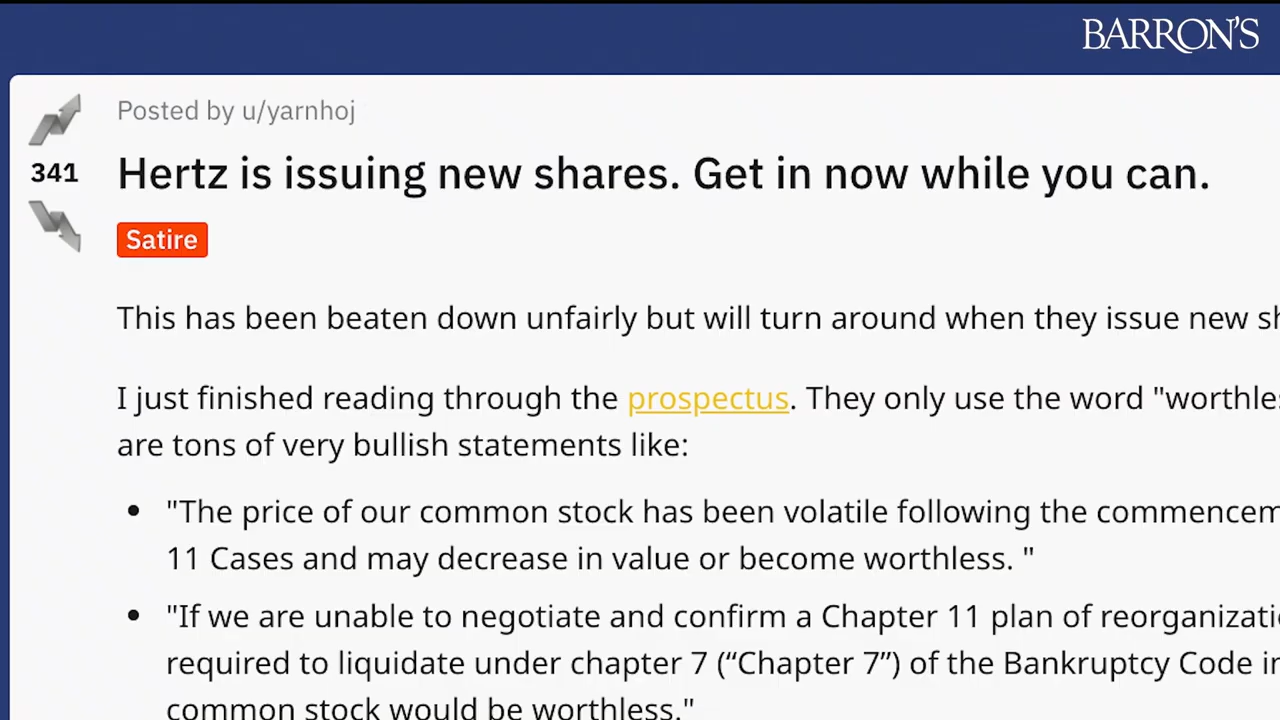 BARRON'S
Posted by u/yarnhoj
341
Hertz is issuing new shares. Get in now while you can.
Satire
This has been beaten down unfairly but will turn around when they issue new
I just finished reading through the prospectus. They only use the word
are tons of very bullish statements like:
• "The price of our common stock has been volatile following the
11 Cases and may decrease in value or become worthless. "
• "If we are unable to negotiate and confirm a Chapter 11 plan of
required to liquidate under chapter 7 (“Chapter 7”) of the Bankruptcy Code
common stock would be worthless."